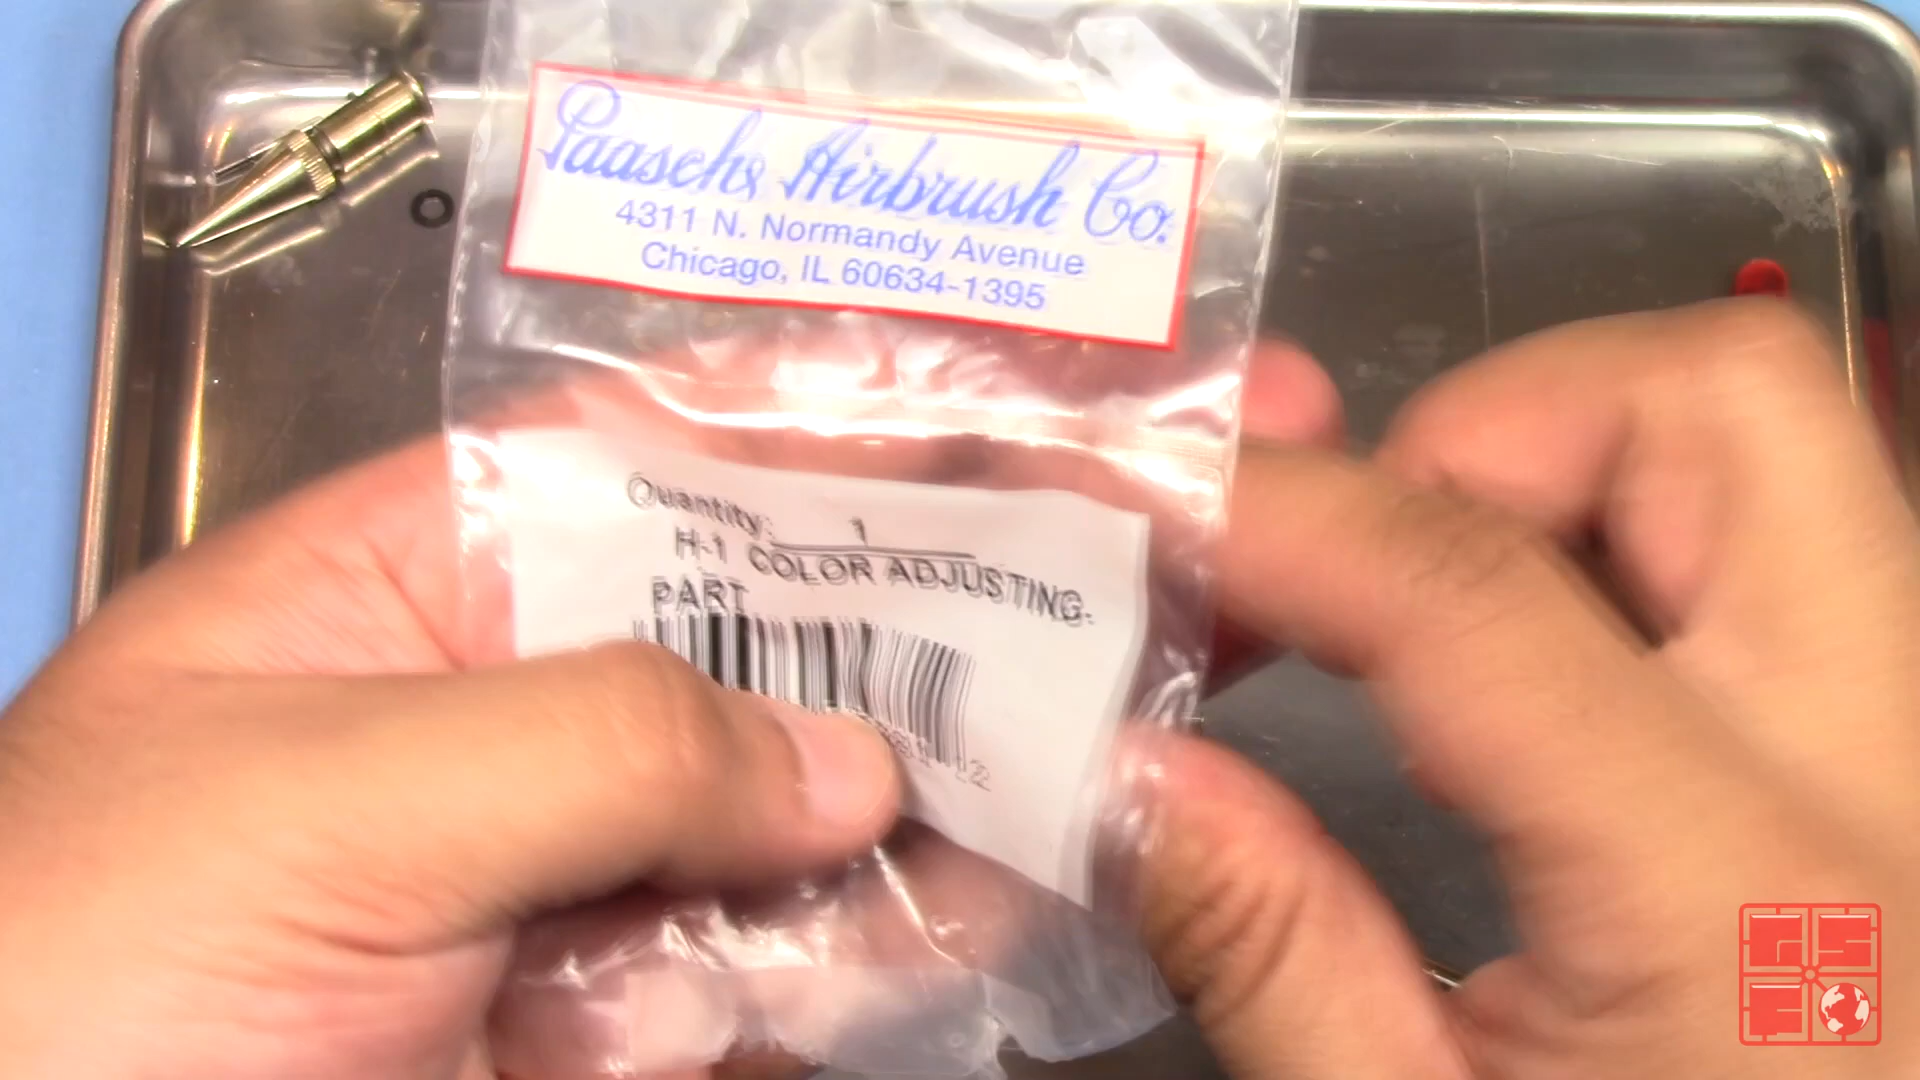 Paasche Airbrush Co.
4311 N. Normandy Avenue
Chicago, IL 60634-1395
Quantity: 1
H-1 COLOR ADJUSTING
PART